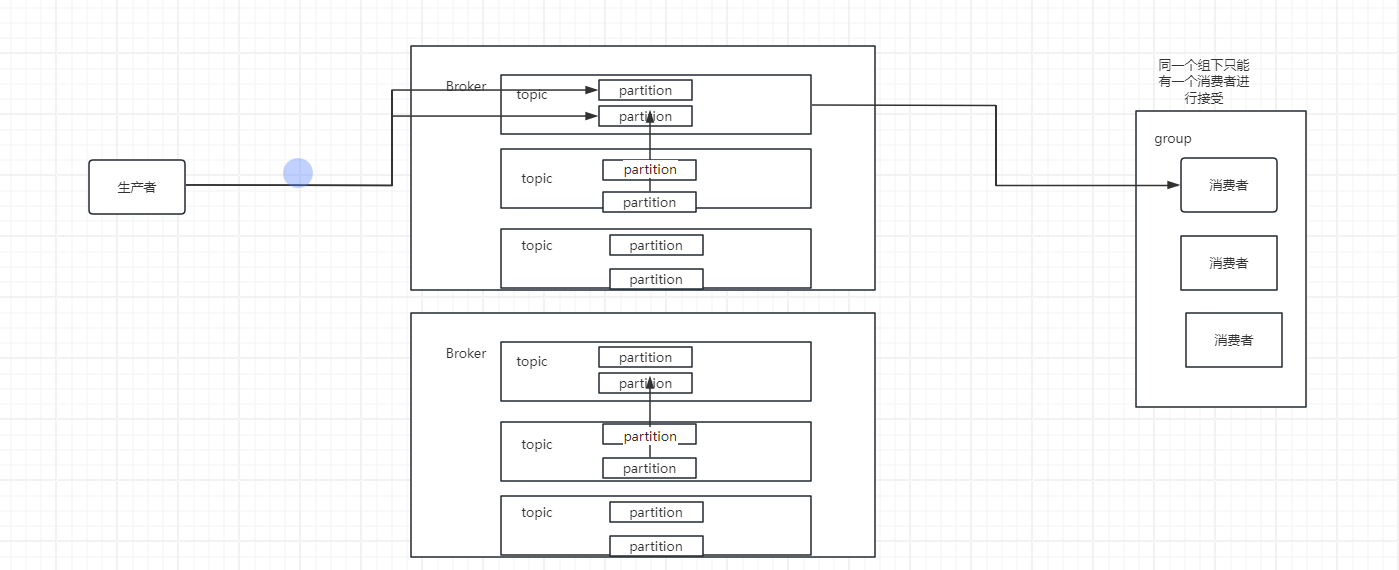 生产者
Broker
topic
partition
partition
topic
partition
partition
topic
partition
partition
Broker
topic
partition
partition
topic
partition
partition
topic
partition
partition
同一个组下只能
有一个消费者进
行接受
group
消费者
消费者
消费者